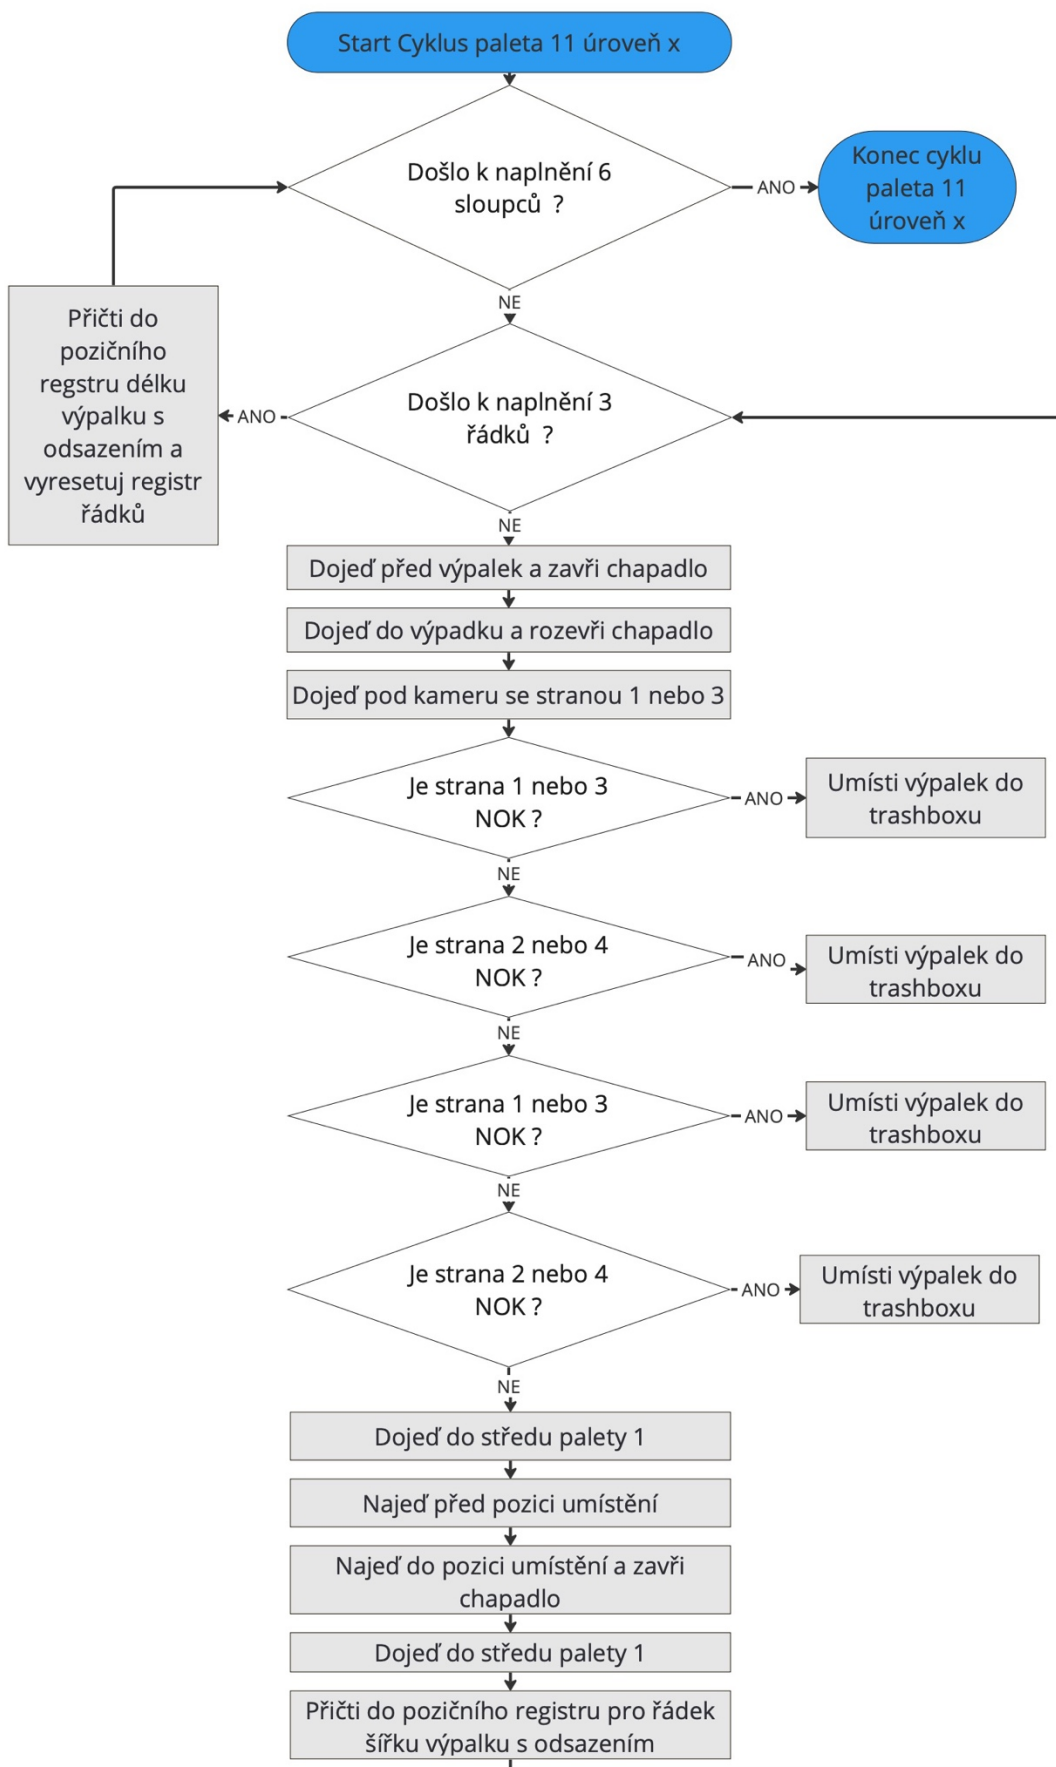 Start Cyklus paleta 11 úroveň x
Došlo k naplnění 6
sloupců ?
ANO
Konec cyklu
paleta 11
úroveň x
NE
Přičti do
pozičního
regstru délku
výpalku s
odsazením a
vyresetuj registr
řádků
ANO
Došlo k naplnění 3
řádků ?
NE
Dojeď před výpalek a zavři chapadlo
Dojeď do výpadku a rozevři chapadlo
Dojeď pod kameru se stranou 1 nebo 3
Je strana 1 nebo 3
NOK ?
ANO
Umísti výpalek do
trashboxu
NE
Je strana 2 nebo 4
NOK ?
ANO
Umísti výpalek do
trashboxu
NE
Je strana 1 nebo 3
NOK ?
ANO
Umísti výpalek do
trashboxu
NE
Je strana 2 nebo 4
NOK ?
ANO
Umísti výpalek do
trashboxu
NE
Dojeď do středu palety 1
Najeď před pozici umístění
Najeď do pozici umístění a zavři
chapadlo
Dojeď do středu palety 1
Přičti do pozičního registru pro řádek
šířku výpalku s odsazením